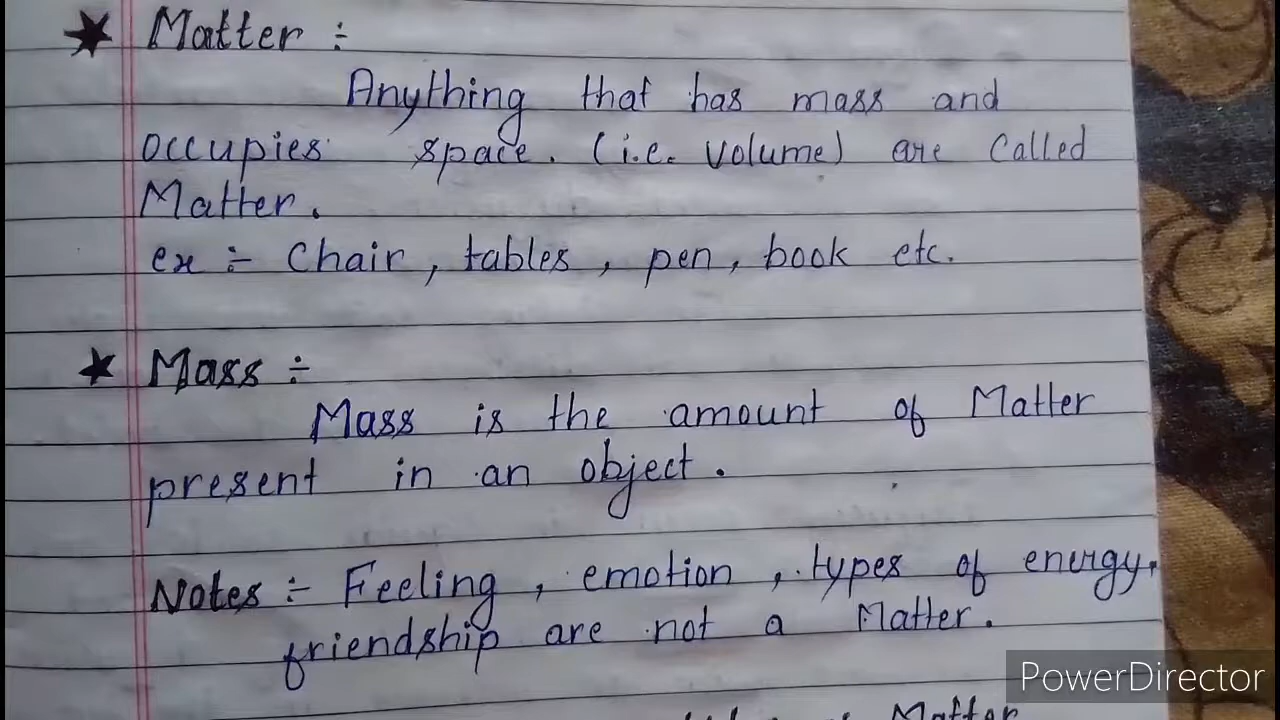 ★ Matter ÷
Anything that has mass and
occupies space. (i.e. volume) are called
Matter.
ex ÷ Chair, tables, pen, book etc.
★ Mass ÷
Mass is the amount of Matter
present in an object.
Notes ÷ Feeling, emotion, types of energy,
friendship are not a Matter.
Matter
PowerDirector